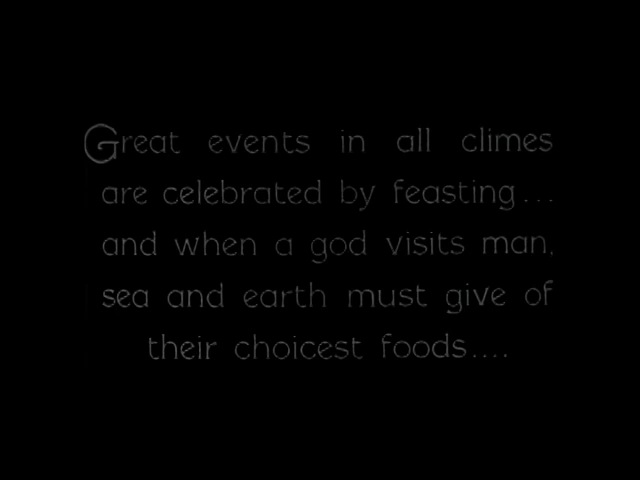 Great events in all climes
are celebrated by feasting...
and when a god visits man,
sea and earth must give of
their choicest foods....